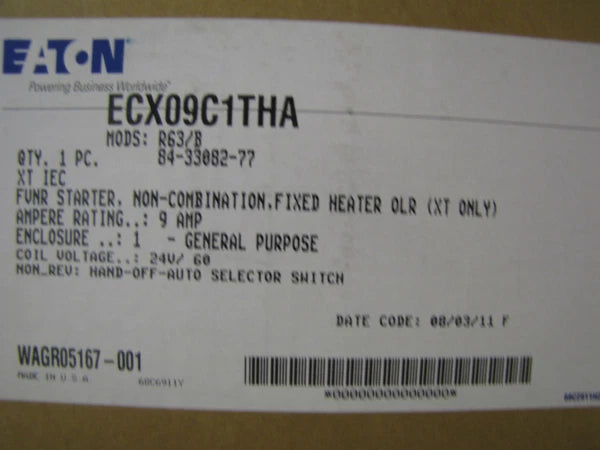 EATON
Powering Business Worldwide
ECX09C1THA
MODS: R63/B
QTY. 1 PC. 84-33082-77
XT IEC
FVNR STARTER, NON-COMBINATION,FIXED HEATER OLR (XT ONLY)
AMPERE RATING..: 9 AMP
ENCLOSURE ..: 1 - GENERAL PURPOSE
COIL VOLTAGE..: 24V/ 60
NON_REV: HAND-OFF-AUTO SELECTOR SWITCH
DATE CODE: 08/03/11 F
WAGR05167-001
MADE IN U.S.A
68C6911Y